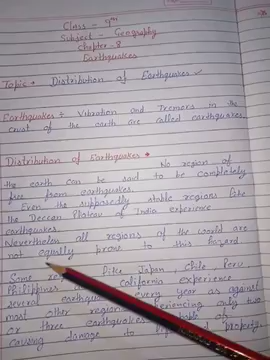 Class - 9th
Subject - Geography
Chapter - 8
Earthquakes
Topic → Distribution of Earthquakes
Earthquakes ÷ Vibration and Tremors in the
crust of the earth are called earthquakes
Distribution of Earthquakes •
No region of
the earth can be said to be completely
free from earthquakes.
Even the supposedly stable regions like
the Deccan Plateau of India experience
earthquakes.
Nevertheless all regions of the world are
not equally prone to this hazard
Some Japan, Chile Peru
Philippines California experience
several earthquakes every year as against
most other regions experiencing only two
or three earthquakes
causing damage to property.